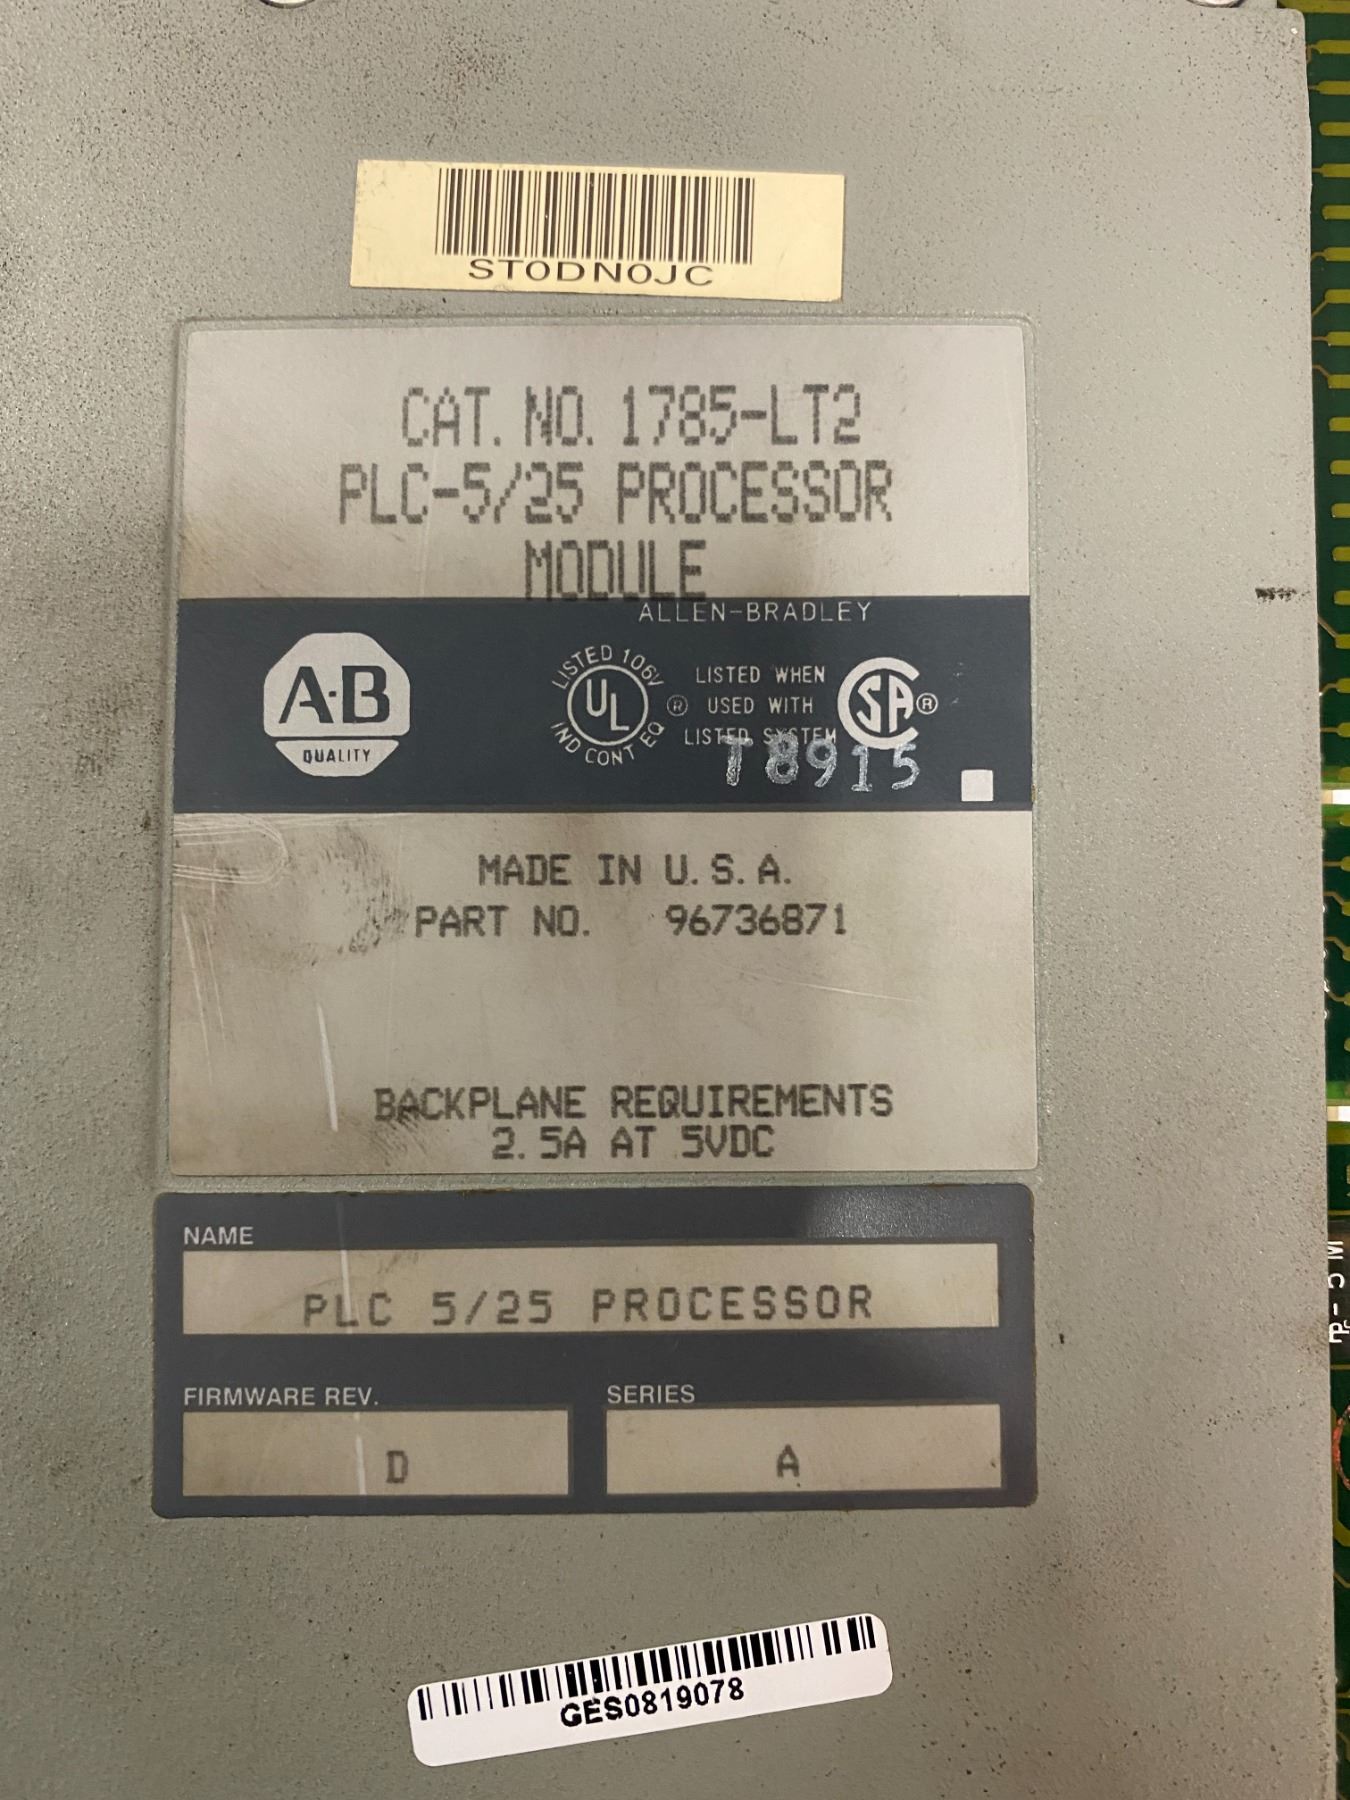 STODNOJC
CAT. NO. 1785-LT2
PLC-5/25 PROCESSOR
MODULE
ALLEN-BRADLEY
A·B
QUALITY
LISTED 106V
UL
IND CONT EQ
®
LISTED WHEN
USED WITH
LISTED SYSTEM
SA
®
T8915
MADE IN U.S.A.
PART NO. 96736871
BACKPLANE REQUIREMENTS
2.5A AT 5VDC
NAME
PLC 5/25 PROCESSOR
FIRMWARE REV.
D
SERIES
A
GES0819078